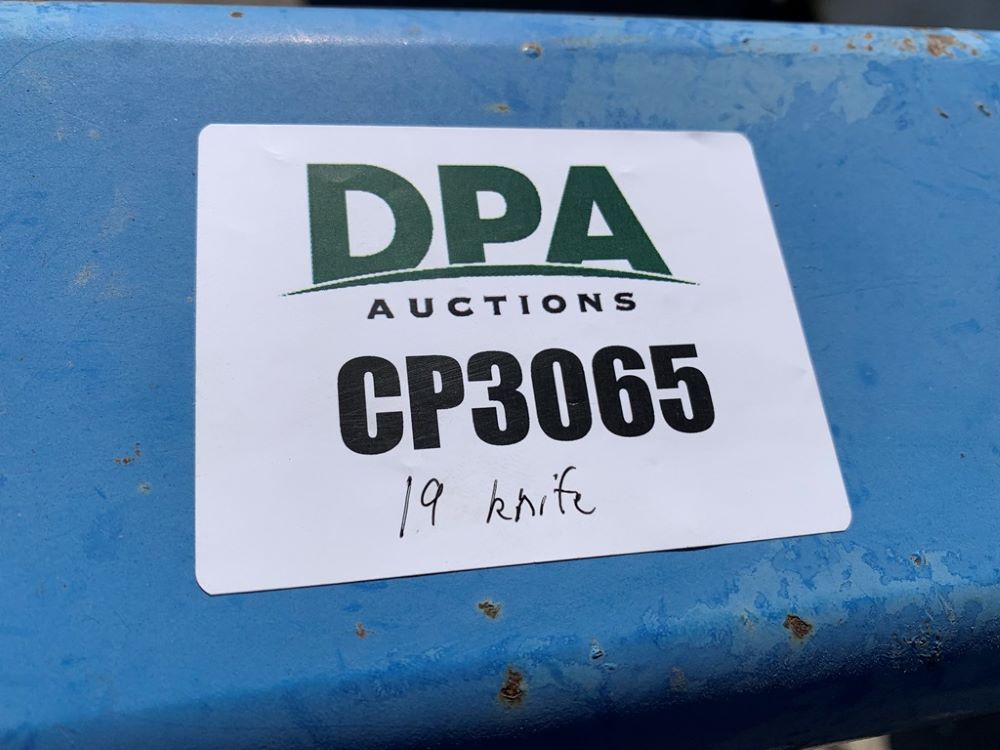 DPA
AUCTIONS
CP3065
19 knife